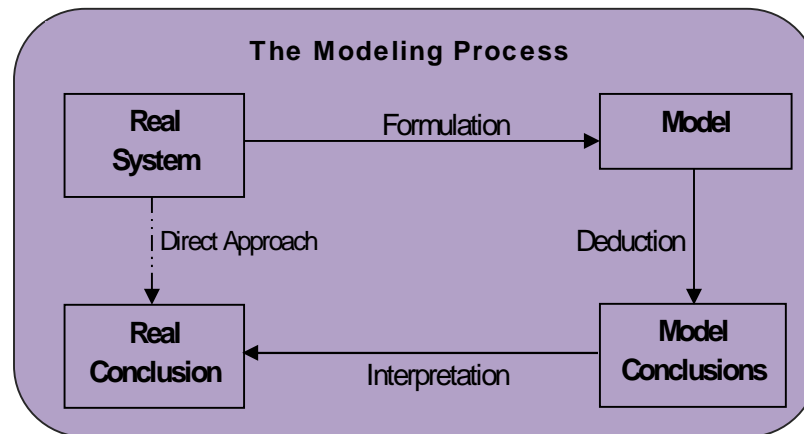 The Modeling Process
Real
System
Formulation
Model
Direct Approach
Deduction
Real
Conclusion
Interpretation
Model
Conclusions